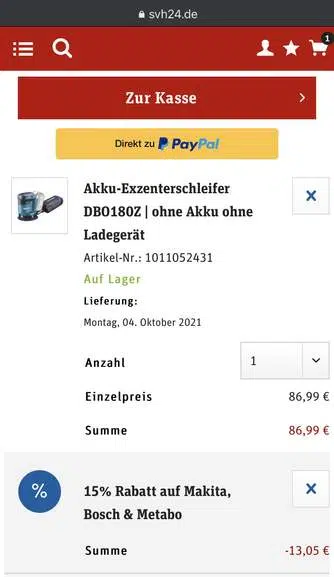 svh24.de
1
Zur Kasse
Direkt zu PayPal
Akku-Exzenterschleifer
DBO180Z | ohne Akku ohne
Ladegerät
Artikel-Nr.: 1011052431
Auf Lager
Lieferung:
Montag, 04. Oktober 2021
Anzahl 1
Einzelpreis 86,99 €
Summe 86,99 €
% 15% Rabatt auf Makita,
Bosch & Metabo
Summe -13,05 €